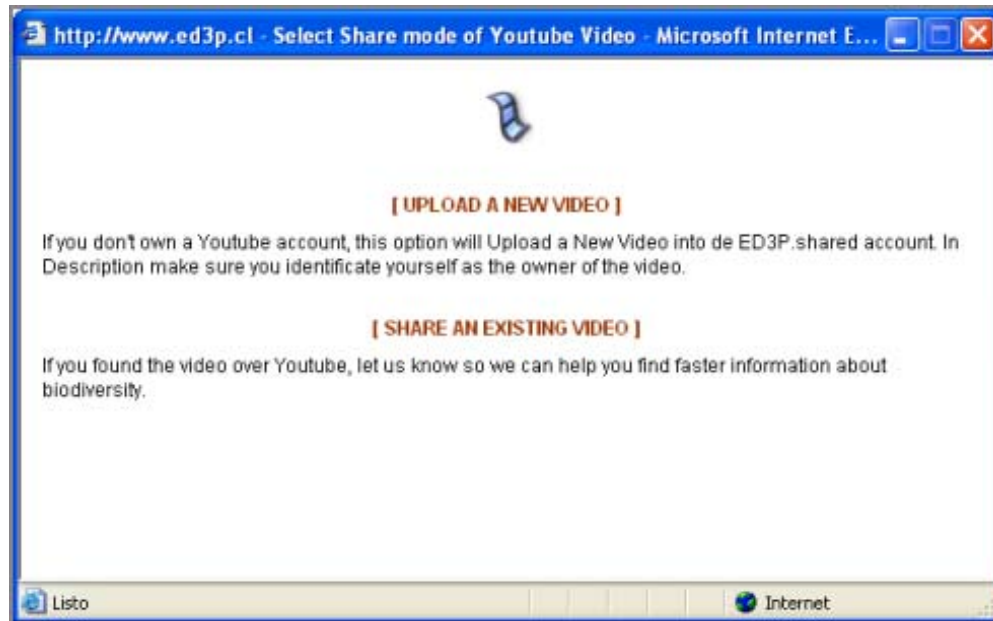 http://www.ed3p.cl - Select Share mode of Youtube Video - Microsoft Internet E...
[ UPLOAD A NEW VIDEO ]
If you don't own a Youtube account, this option will Upload a New Video into de ED3P.shared account. In
Description make sure you identificate yourself as the owner of the video.
[ SHARE AN EXISTING VIDEO ]
If you found the video over Youtube, let us know so we can help you find faster information about
biodiversity.
Listo
Internet